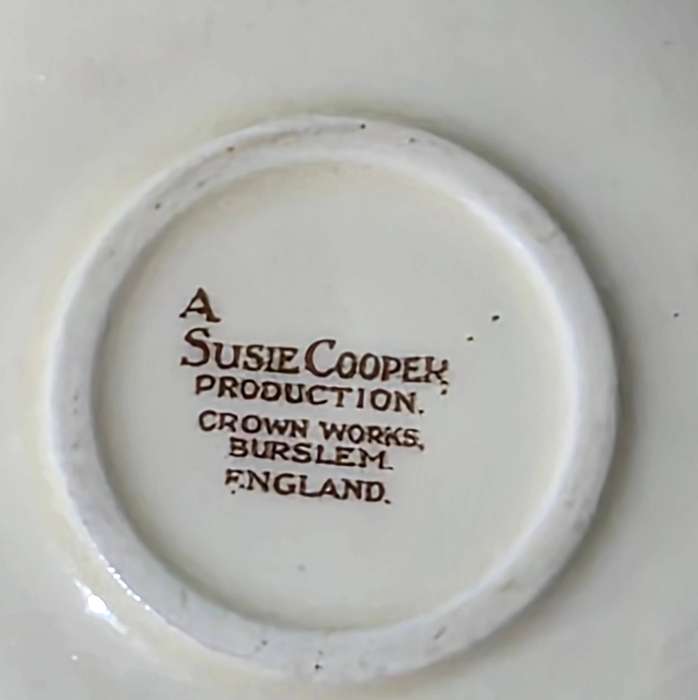 A
SUSIE COOPER
PRODUCTION.
CROWN WORKS,
BURSLEM.
ENGLAND.